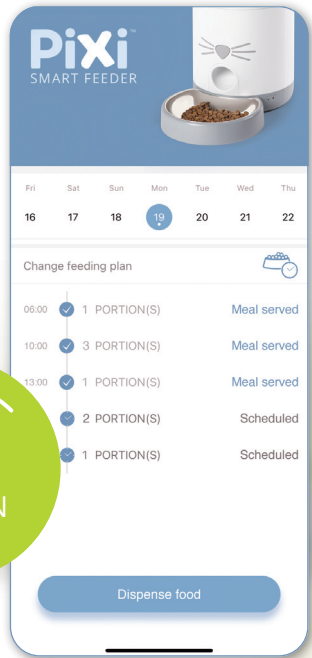 PiXi™
SMART FEEDER
Fri Sat Sun Mon Tue Wed Thu
16 17 18 19 20 21 22
Change feeding plan
06:00 1 PORTION(S) Meal served
10:00 3 PORTION(S) Meal served
13:00 1 PORTION(S) Meal served
2 PORTION(S) Scheduled
1 PORTION(S) Scheduled
N
Dispense food